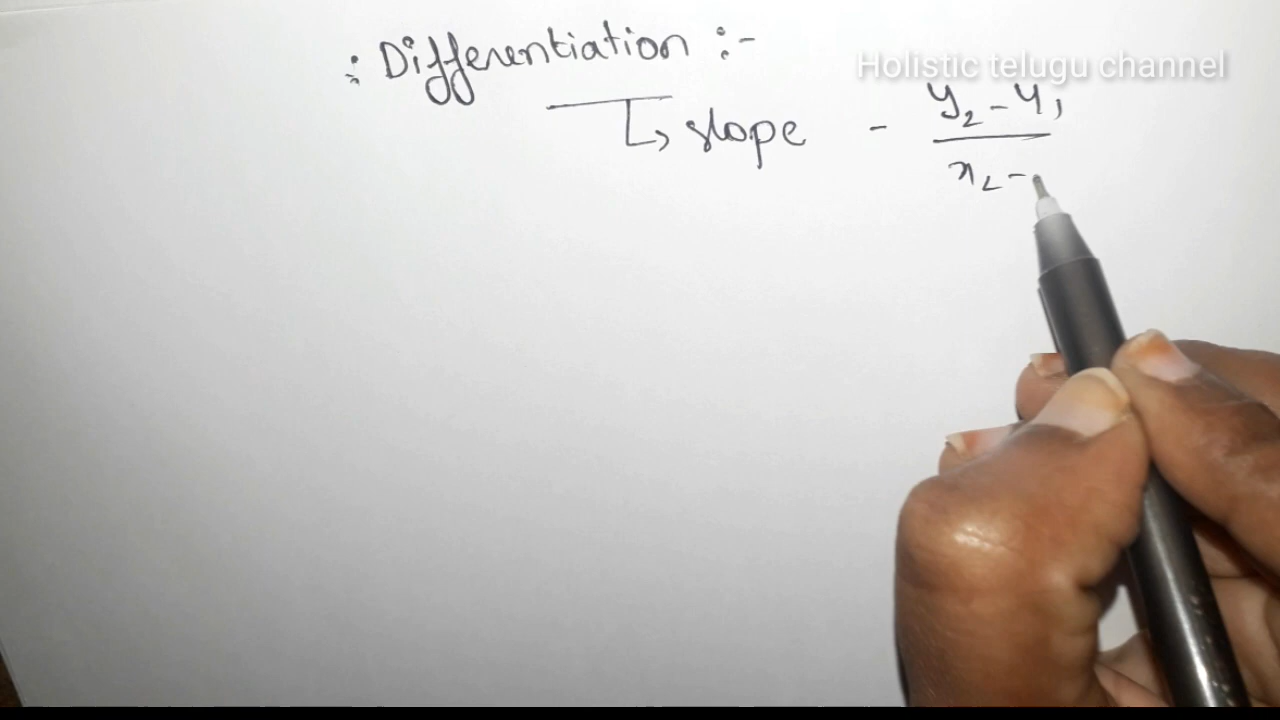 : Differentiation :-
Holistic telugu channel
↳ slope - y₂ - y₁
x₂ -